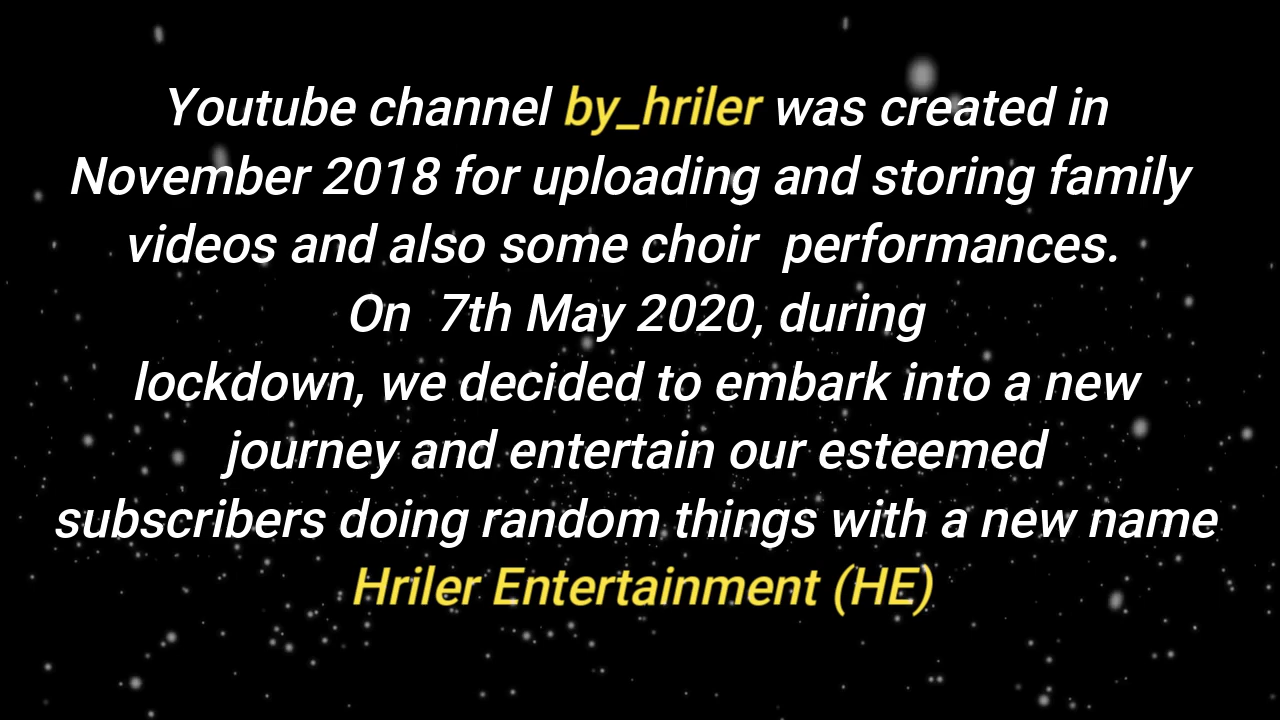 Youtube channel by_hriler was created in
November 2018 for uploading and storing family
videos and also some choir  performances.
On  7th May 2020, during
lockdown, we decided to embark into a new
journey and entertain our esteemed
subscribers doing random things with a new name
Hriler Entertainment (HE)